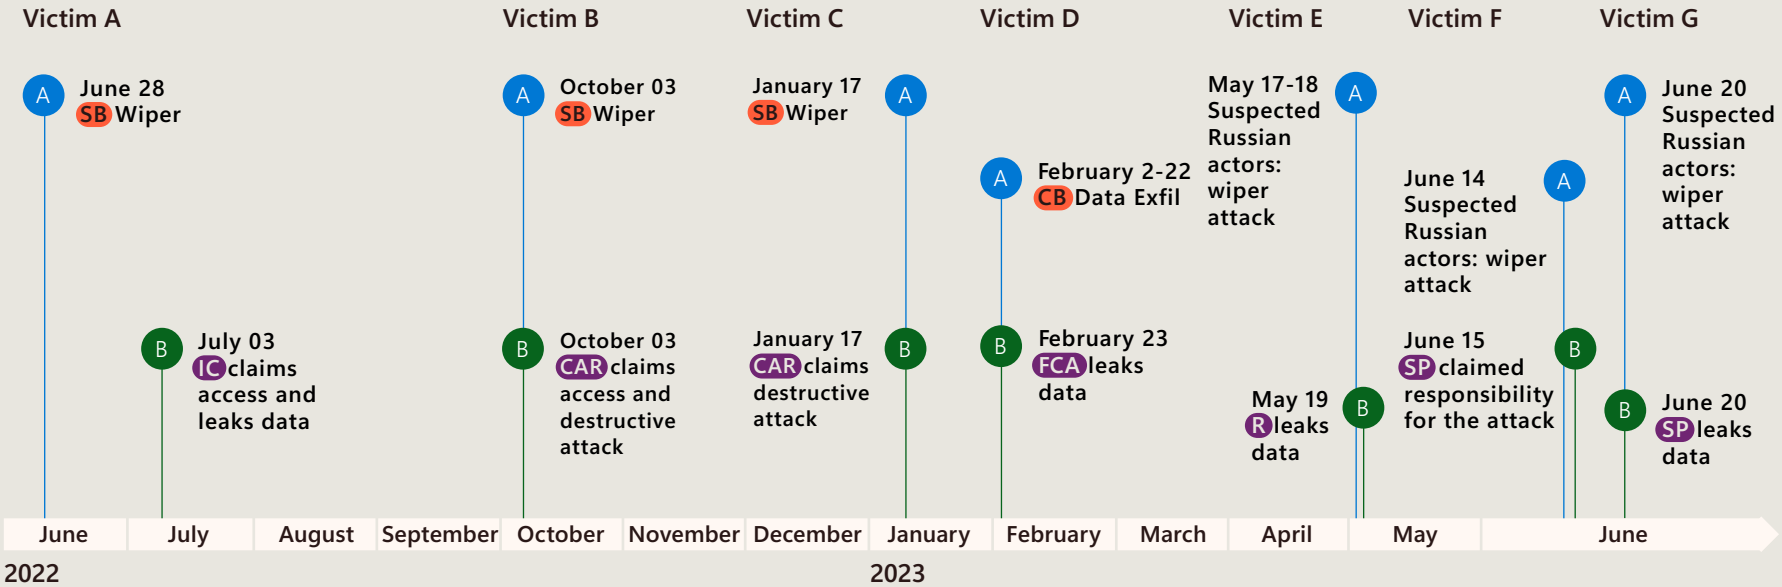 Victim A
A
June 28
SB Wiper
B
July 03
IC claims
access and
leaks data
Victim B
A
October 03
SB Wiper
B
October 03
CAR claims
access and
destructive
attack
Victim C
January 17
SB Wiper
A
January 17
CAR claims
destructive
attack
B
Victim D
A
February 2-22
CB Data Exfil
B
February 23
FCA leaks
data
Victim E
May 17-18
Suspected
Russian
actors:
wiper
attack
A
May 19
R leaks
data
B
Victim F
June 14
Suspected
Russian
actors: wiper
attack
A
June 15
SP claimed
responsibility
for the attack
B
Victim G
A
June 20
Suspected
Russian
actors:
wiper
attack
B
June 20
SP leaks
data
June July August September October November December January February March April May June
2022 2023